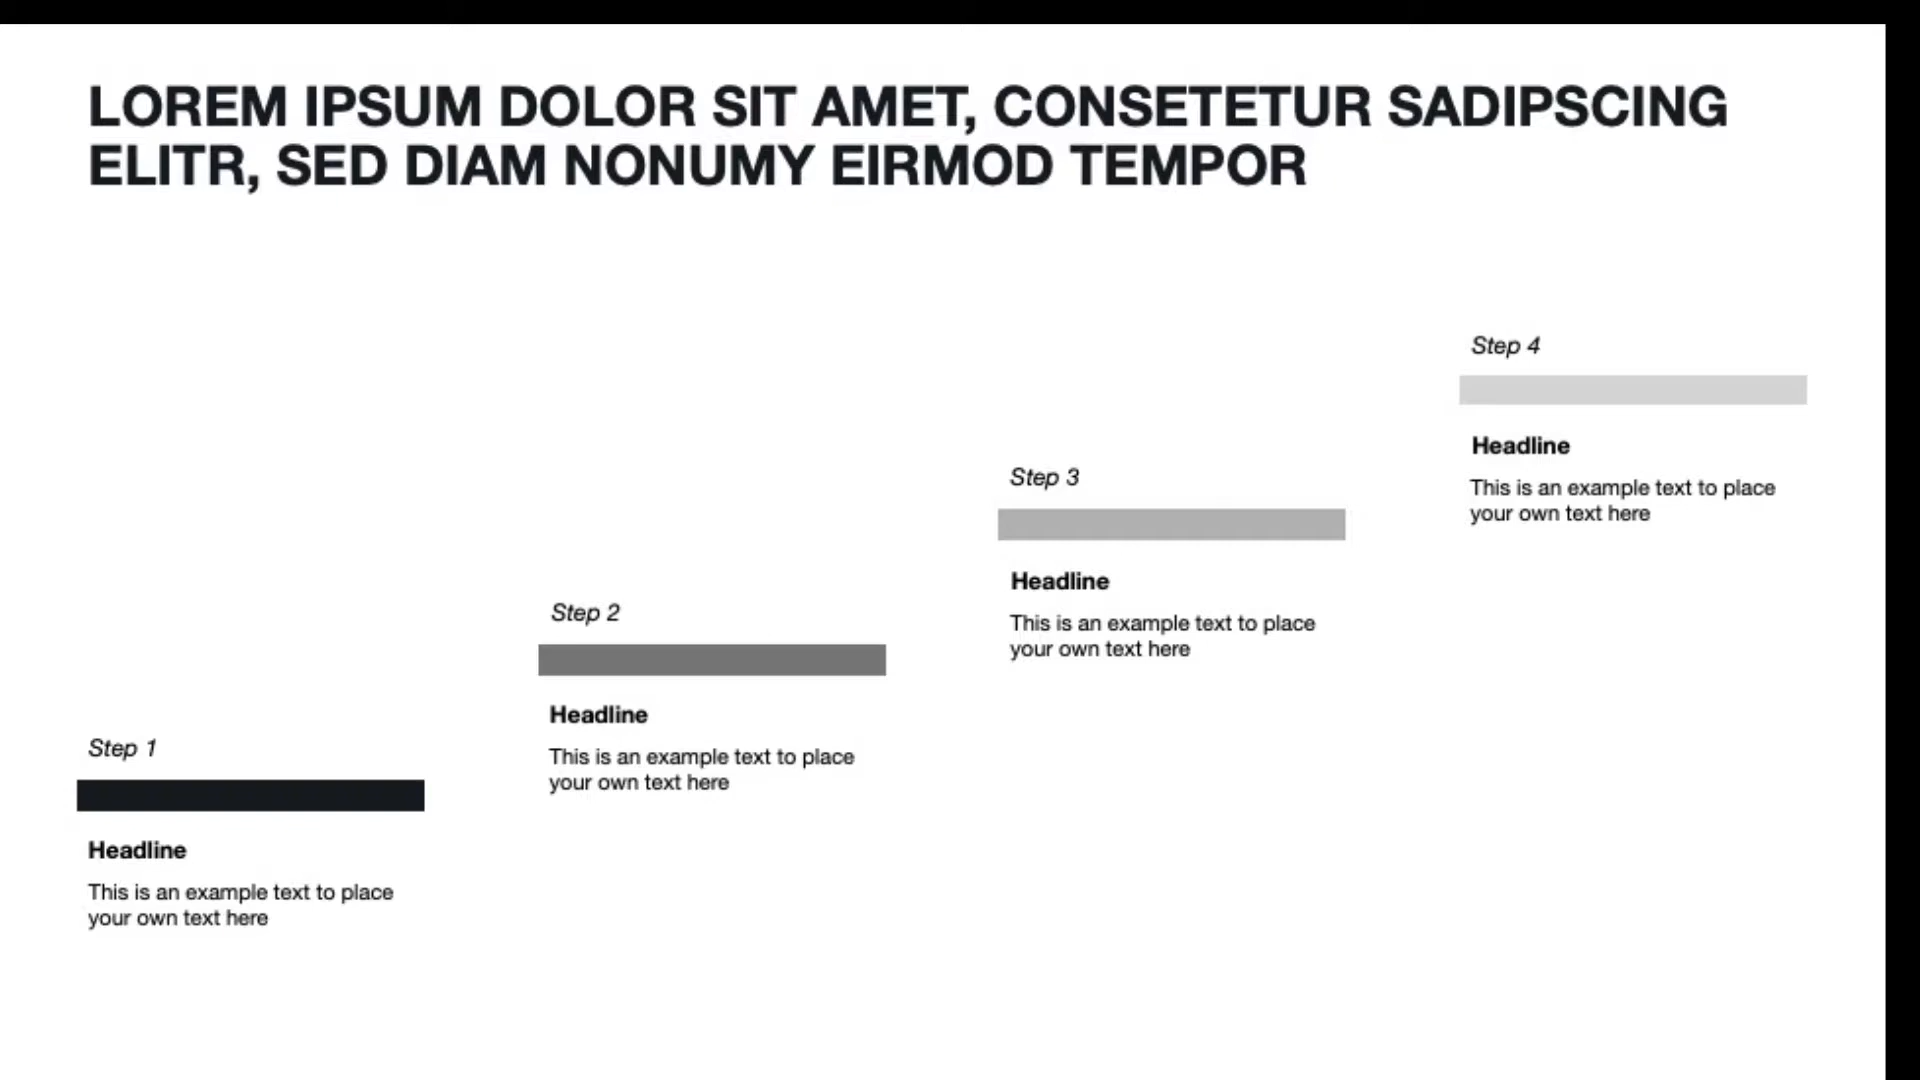 LOREM IPSUM DOLOR SIT AMET, CONSETETUR SADIPSCING
ELITR, SED DIAM NONUMY EIRMOD TEMPOR
Step 1
Headline
This is an example text to place
your own text here
Step 2
Headline
This is an example text to place
your own text here
Step 3
Headline
This is an example text to place
your own text here
Step 4
Headline
This is an example text to place
your own text here